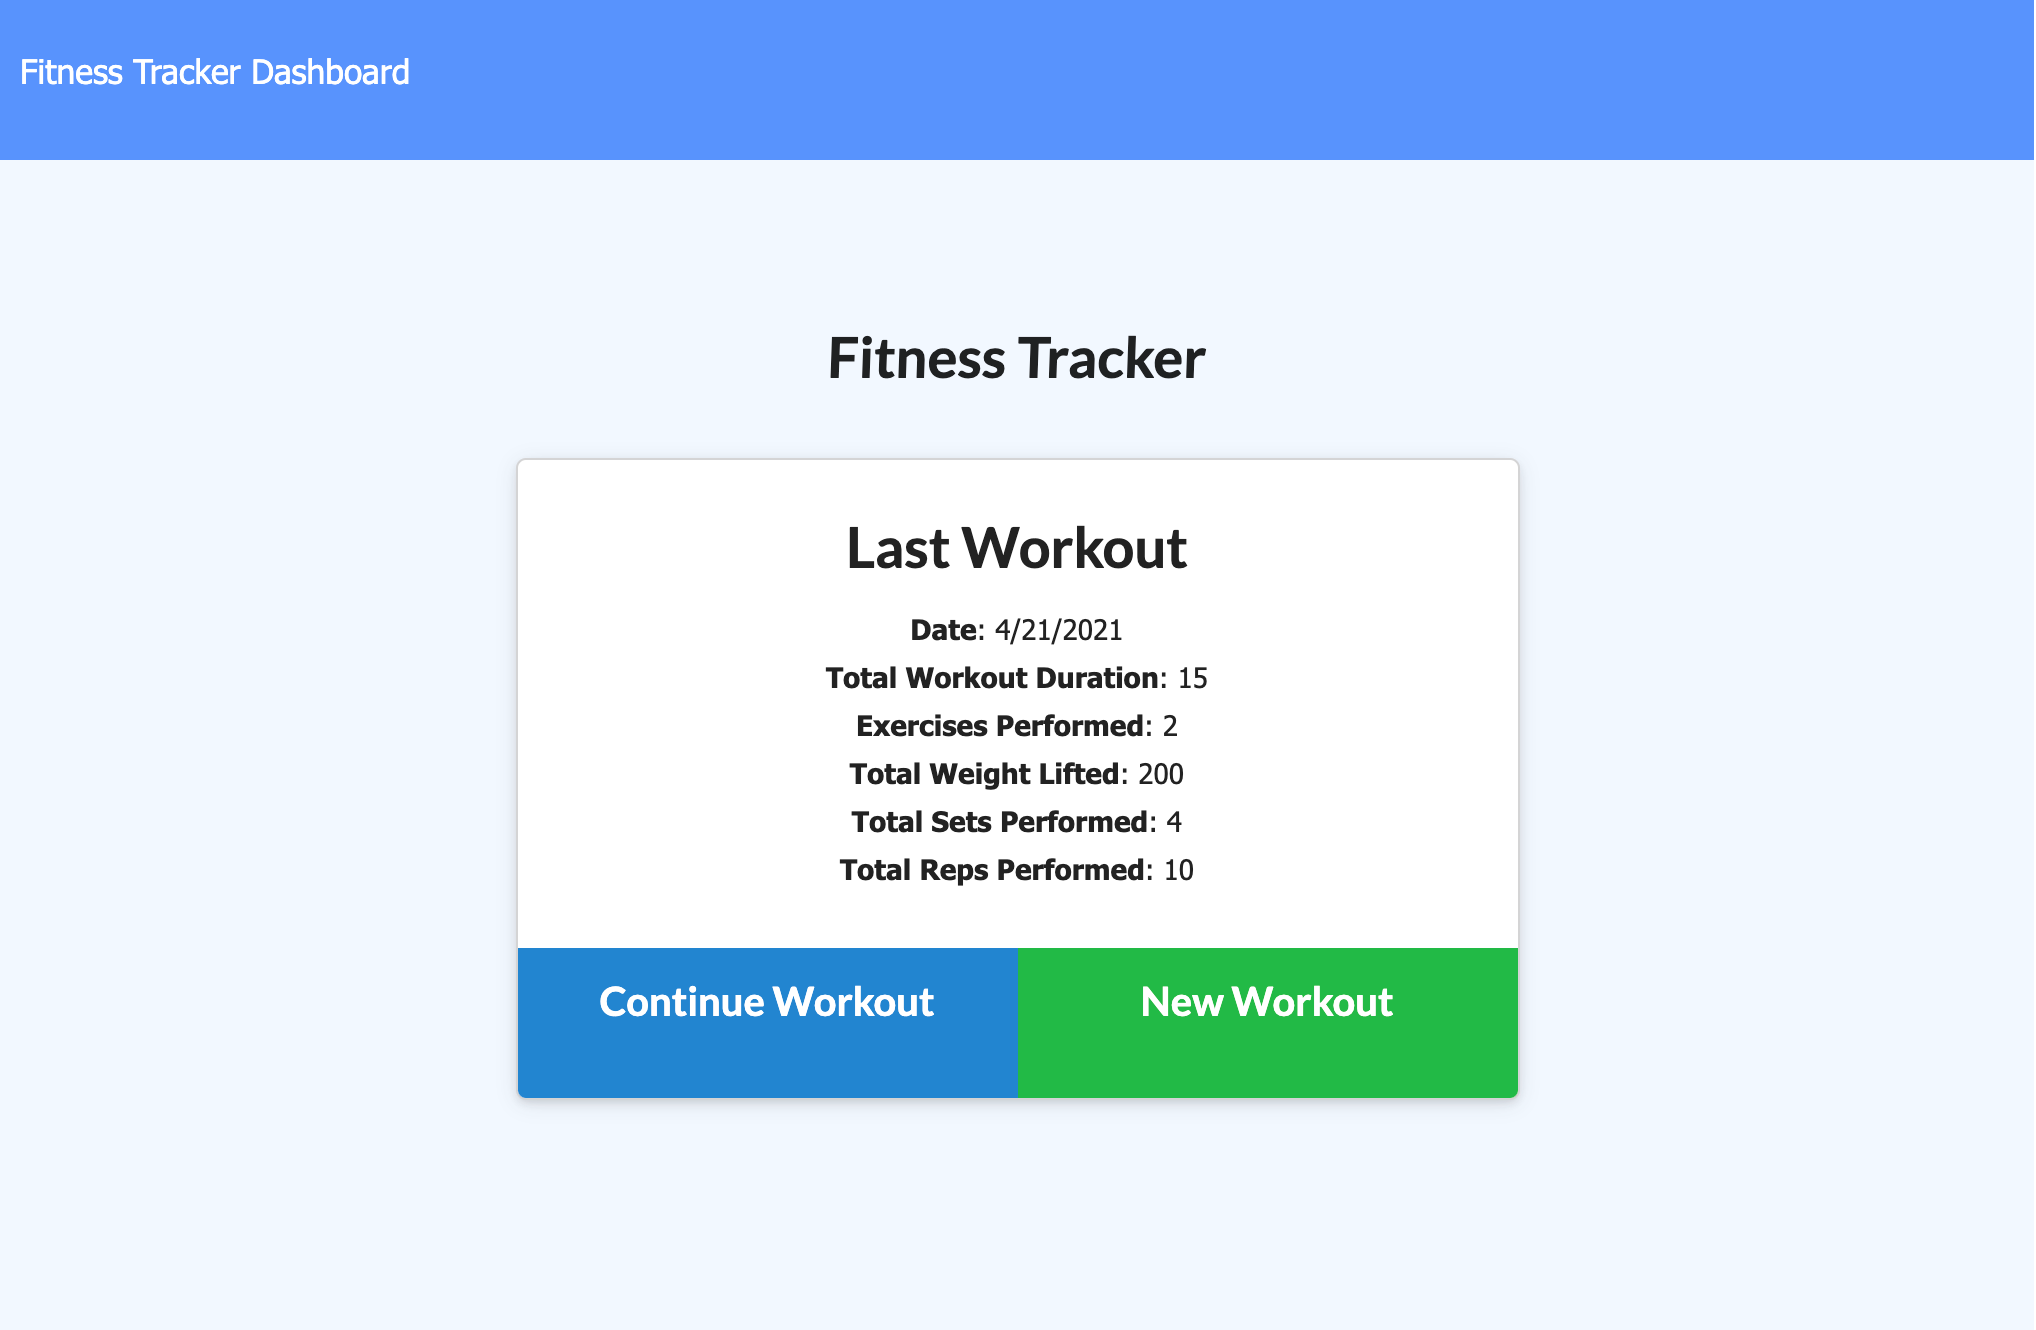 Fitness Tracker Dashboard
Fitness Tracker
Last Workout
Date: 4/21/2021
Total Workout Duration: 15
Exercises Performed: 2
Total Weight Lifted: 200
Total Sets Performed: 4
Total Reps Performed: 10
Continue Workout
New Workout